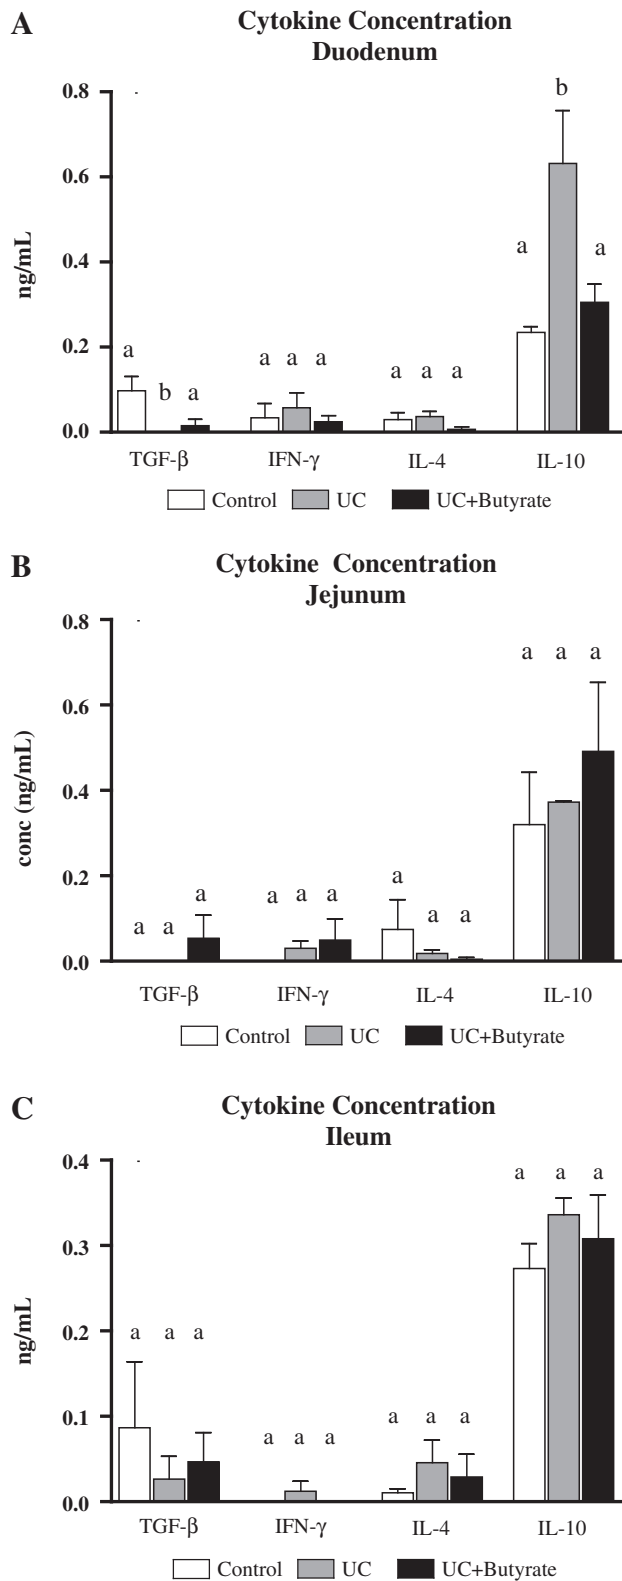 A
Cytokine Concentration
Duodenum
0.8
0.6
0.4
0.2
0.0
ng/mL
a b a
a a a
a a a
a b a
TGF-β IFN-γ IL-4 IL-10
Control UC UC+Butyrate
B
Cytokine Concentration
Jejunum
0.8
0.6
0.4
0.2
0.0
conc (ng/mL)
a a a
a a a
a a a
a a a
TGF-β IFN-γ IL-4 IL-10
Control UC UC+Butyrate
C
Cytokine Concentration
Ileum
0.4
0.3
0.2
0.1
0.0
ng/mL
a a a
a a a
a a a
a a a
TGF-β IFN-γ IL-4 IL-10
Control UC UC+Butyrate